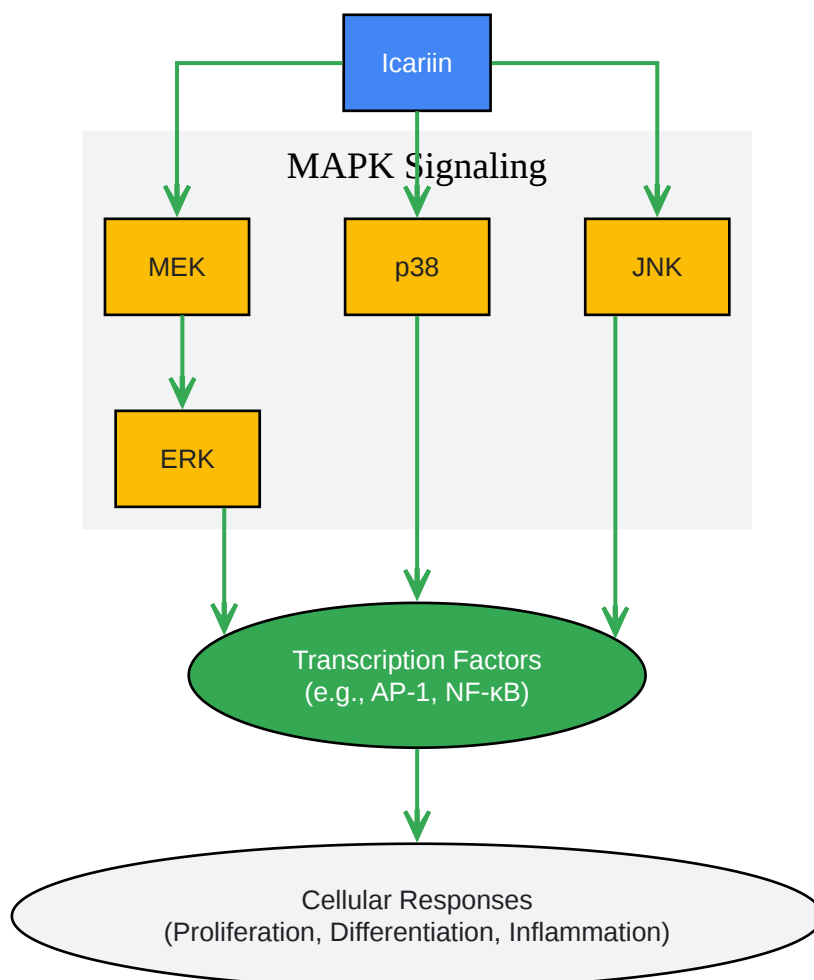 Icariin
MAPK Signaling
MEK
p38
JNK
ERK
Transcription Factors
(e.g., AP-1, NF-κB)
Cellular Responses
(Proliferation, Differentiation, Inflammation)